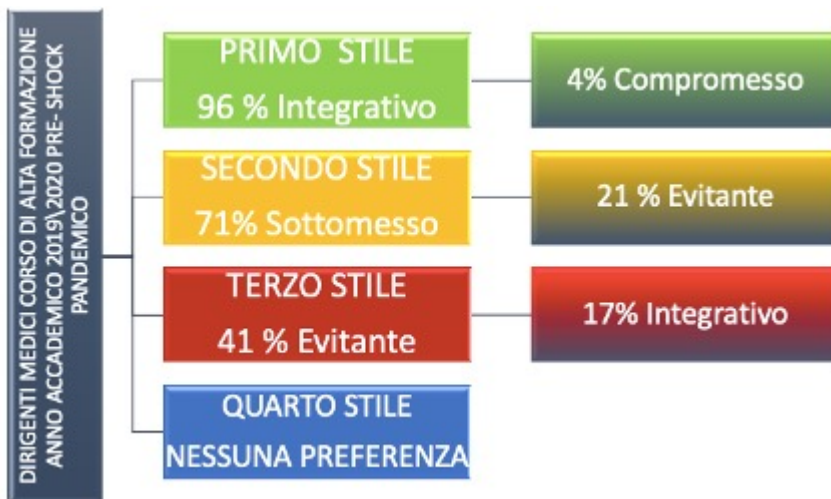 DIRIGENTI MEDICI CORSO DI ALTA FORMAZIONE
ANNO ACCADEMICO 2019\2020 PRE- SHOCK
PANDEMICO
PRIMO STILE
96 % Integrativo
4% Compromesso
SECONDO STILE
71% Sottomesso
21 % Evitante
TERZO STILE
41 % Evitante
17% Integrativo
QUARTO STILE
NESSUNA PREFERENZA